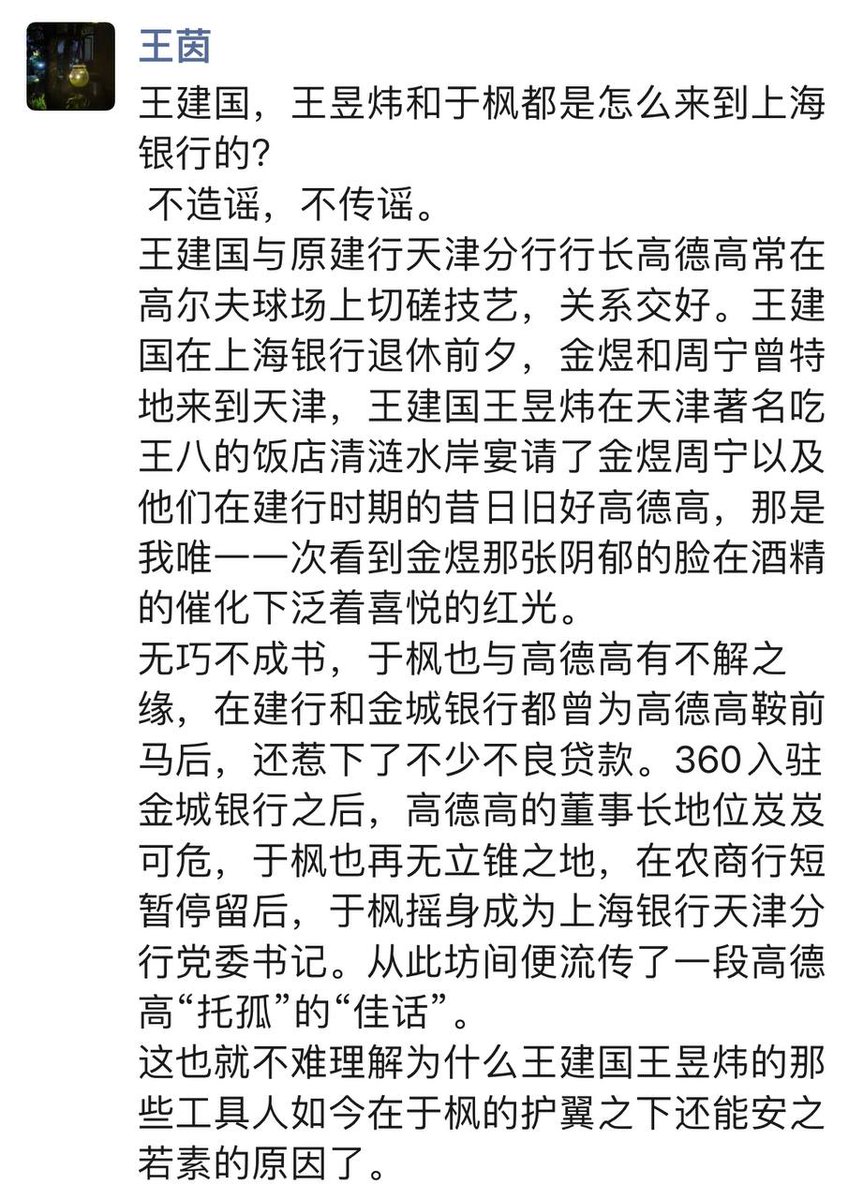 王茵
王建国，王昱炜和于枫都是怎么来到上海
银行的？
不造谣，不传谣。
王建国与原建行天津分行行长高德高常在
高尔夫球场上切磋技艺，关系交好。王建
国在上海银行退休前夕，金煜和周宁曾特
地来到天津，王建国王昱炜在天津著名吃
王八的饭店清涟水岸宴请了金煜周宁以及
他们在建行时期的昔日旧好高德高，那是
我唯一一次看到金煜那张阴郁的脸在酒精
的催化下泛着喜悦的红光。
无巧不成书，于枫也与高德高有不解之
缘，在建行和金城银行都曾为高德高鞍前
马后，还惹下了不少不良贷款。360入驻
金城银行之后，高德高的董事长地位岌岌
可危，于枫也再无立锥之地，在农商行短
暂停留后，于枫摇身成为上海银行天津分
行党委书记。从此坊间便流传了一段高德
高“托孤”的“佳话”。
这也就不难理解为什么王建国王昱炜的那
些工具人如今在于枫的护翼之下还能安之
若素的原因了。